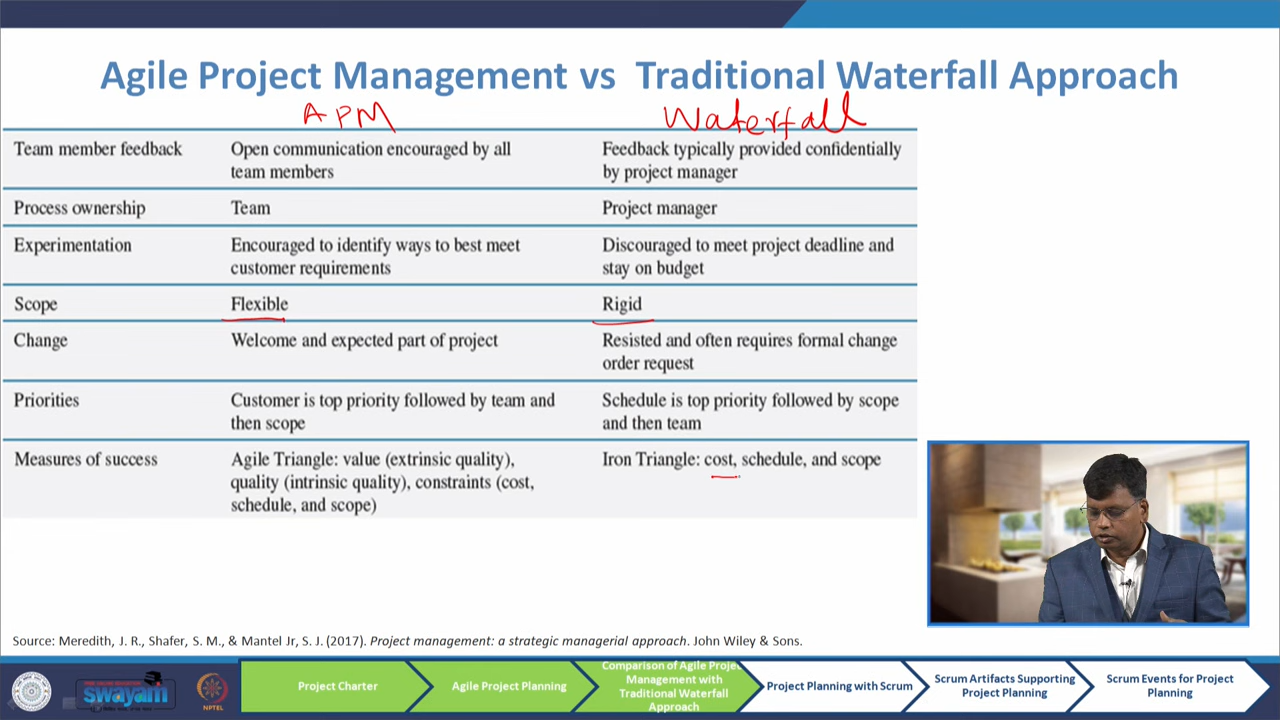 Agile Project Management vs Traditional Waterfall Approach
APM
Waterfall
Team member feedback
Open communication encouraged by all
team members
Feedback typically provided confidentially
by project manager
Process ownership
Team
Project manager
Experimentation
Encouraged to identify ways to best meet
customer requirements
Discouraged to meet project deadline and
stay on budget
Scope
Flexible
Rigid
Change
Welcome and expected part of project
Resisted and often requires formal change
order request
Priorities
Customer is top priority followed by team and
then scope
Schedule is top priority followed by scope
and then team
Measures of success
Agile Triangle: value (extrinsic quality),
quality (intrinsic quality), constraints (cost,
schedule, and scope)
Iron Triangle: cost, schedule, and scope
Source: Meredith, J. R., Shafer, S. M., & Mantel Jr, S. J. (2017). Project management: a strategic managerial approach. John Wiley & Sons.
swayam
NPTEL
Project Charter
Agile Project Planning
Comparison of Agile Proje
Management with
Traditional Waterfall
Approach
Project Planning with Scrum
Scrum Artifacts Supporting
Project Planning
Scrum Events for Project
Planning